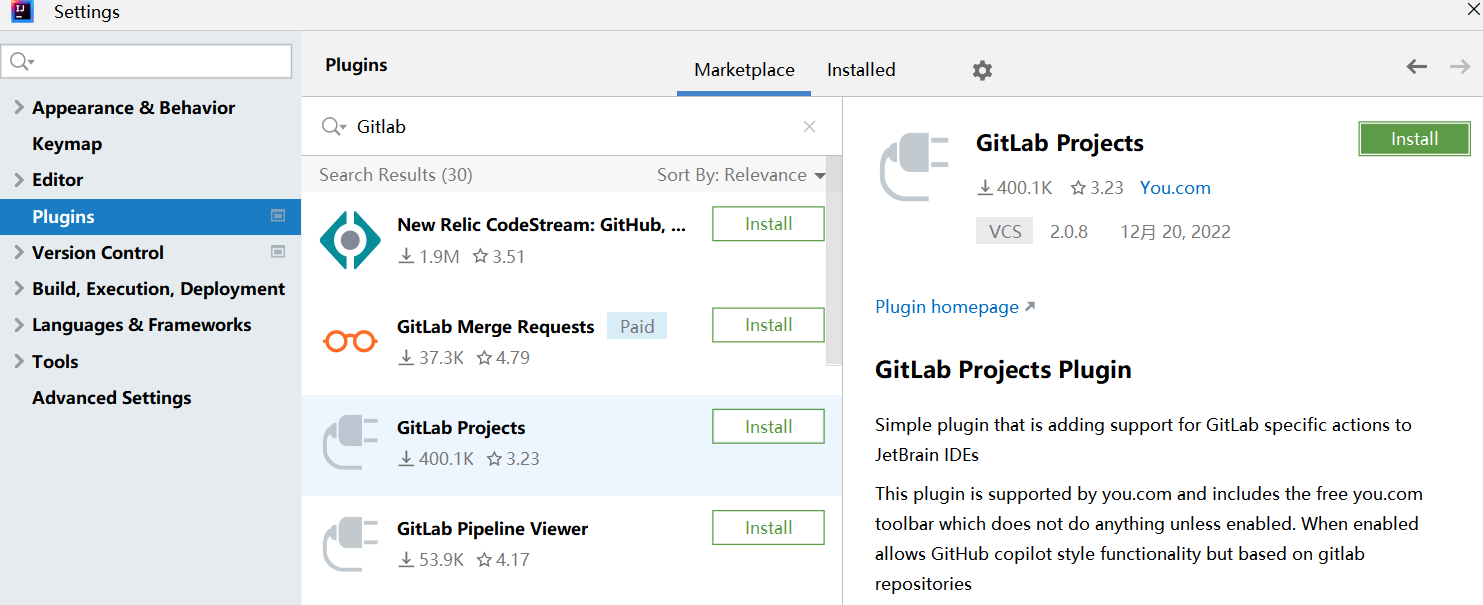 IJ
Settings
Appearance & Behavior
Keymap
Editor
Plugins
Version Control
Build, Execution, Deployment
Languages & Frameworks
Tools
Advanced Settings
Plugins
Marketplace
Installed
Gitlab
Search Results (30)
Sort By: Relevance
New Relic CodeStream: GitHub, ...
Install
1.9M 3.51
GitLab Merge Requests Paid
Install
37.3K 4.79
GitLab Projects
Install
400.1K 3.23
GitLab Pipeline Viewer
Install
53.9K 4.17
GitLab Projects
Install
400.1K 3.23 You.com
VCS 2.0.8 12月 20, 2022
Plugin homepage
GitLab Projects Plugin
Simple plugin that is adding support for GitLab specific actions to
JetBrain IDEs
This plugin is supported by you.com and includes the free you.com
toolbar which does not do anything unless enabled. When enabled
allows GitHub copilot style functionality but based on gitlab
repositories